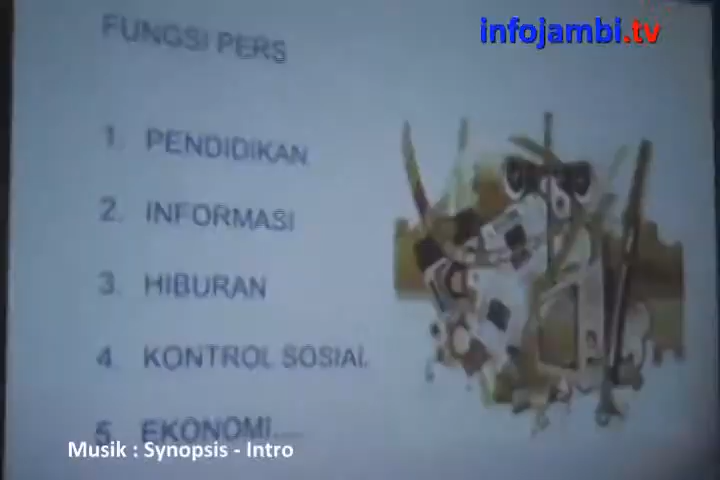 infojambi.tv
FUNGSI PERS
1. PENDIDIKAN
2. INFORMASI
3. HIBURAN
4. KONTROL SOSIAL
5. EKONOMI....
Musik : Synopsis - Intro